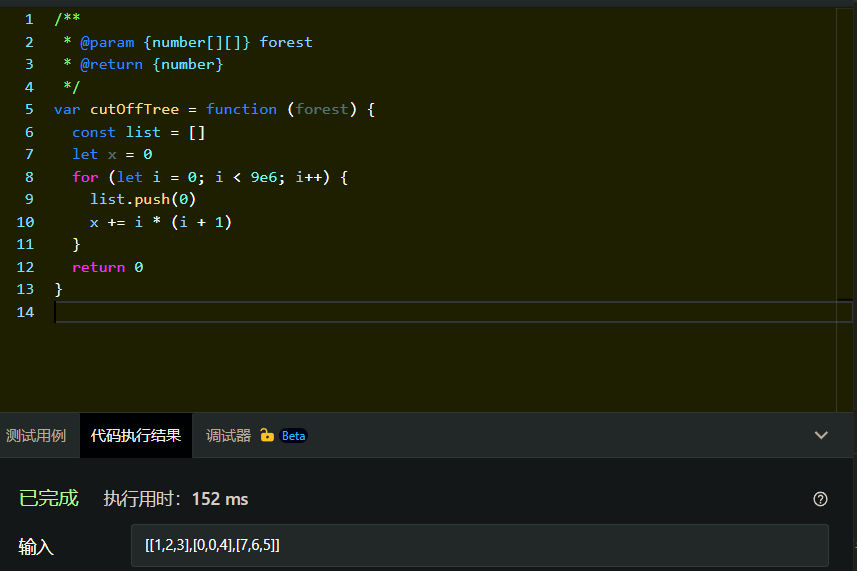 1 /**
2 * @param {number[][]} forest
3 * @return {number}
4 */
5 var cutOffTree = function (forest) {
6 const list = []
7 let x = 0
8 for (let i = 0; i < 9e6; i++) {
9 list.push(0)
10 x += i * (i + 1)
11 }
12 return 0
13 }
14
测试用例 代码执行结果 调试器 Beta
已完成 执行用时：152 ms
输入 [[1,2,3],[0,0,4],[7,6,5]]